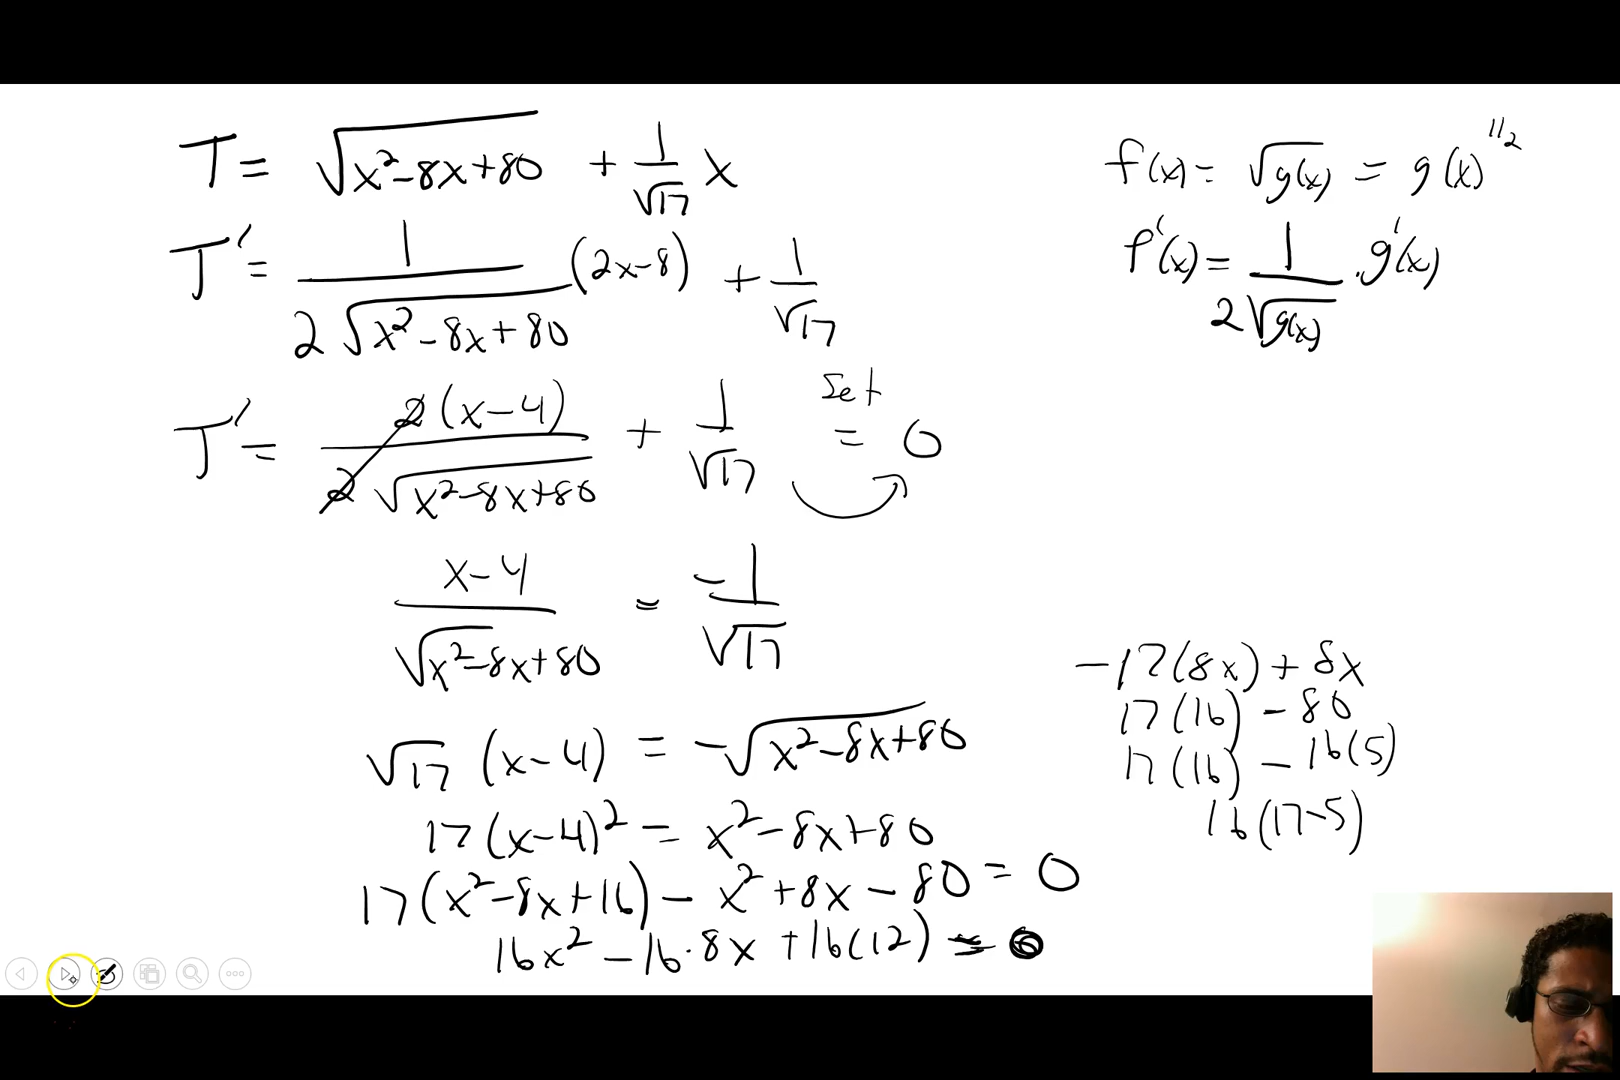 T = √(x²-8x+80) + 1/√17 x
T' = 1/(2√(x²-8x+80)) (2x-8) + 1/√17
T' = 2(x-4)/(2√(x²-8x+80)) + 1/√17 Set = 0
(x-4)/√(x²-8x+80) = -1/√17
√17 (x-4) = -√(x²-8x+80)
17(x-4)² = x²-8x+80
17(x²-8x+16) - x²+8x-80 = 0
16x² - 16·8x + 16(12) = 0
f(x) = √g(x) = g(x)^1/2
f'(x) = 1/(2√g(x)) · g'(x)
-17(8x) + 8x
17(16) - 80
17(16) - 16(5)
16(17-5)